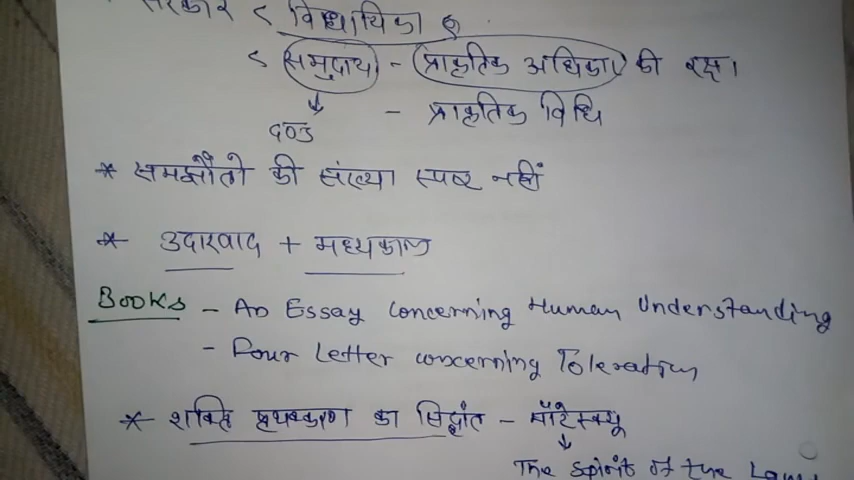 सरकार < विधायिका
< समुदाय - प्राकृतिक अधिकार की रक्षा
↓ - प्राकृतिक विधि
दण्ड
* समझौतो की संख्या स्पष्ट नहीं
* उदारवाद + मध्यकाल
Books - An Essay Concerning Human Understanding
- Four Letter concerning Toleration
* शक्ति पृथक्करण का सिद्धांत - मॉंटेस्क्यू
↓
The Spirit of the Laws